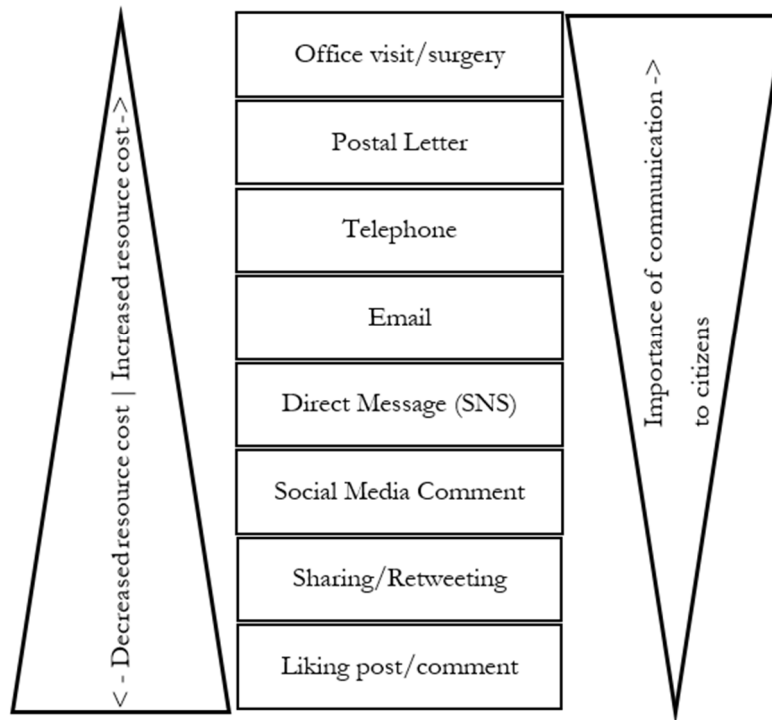 <- Decreased resource cost | Increased resource cost ->
Office visit/surgery
Postal Letter
Telephone
Email
Direct Message (SNS)
Social Media Comment
Sharing/Retweeting
Liking post/comment
Importance of communication ->
to citizens